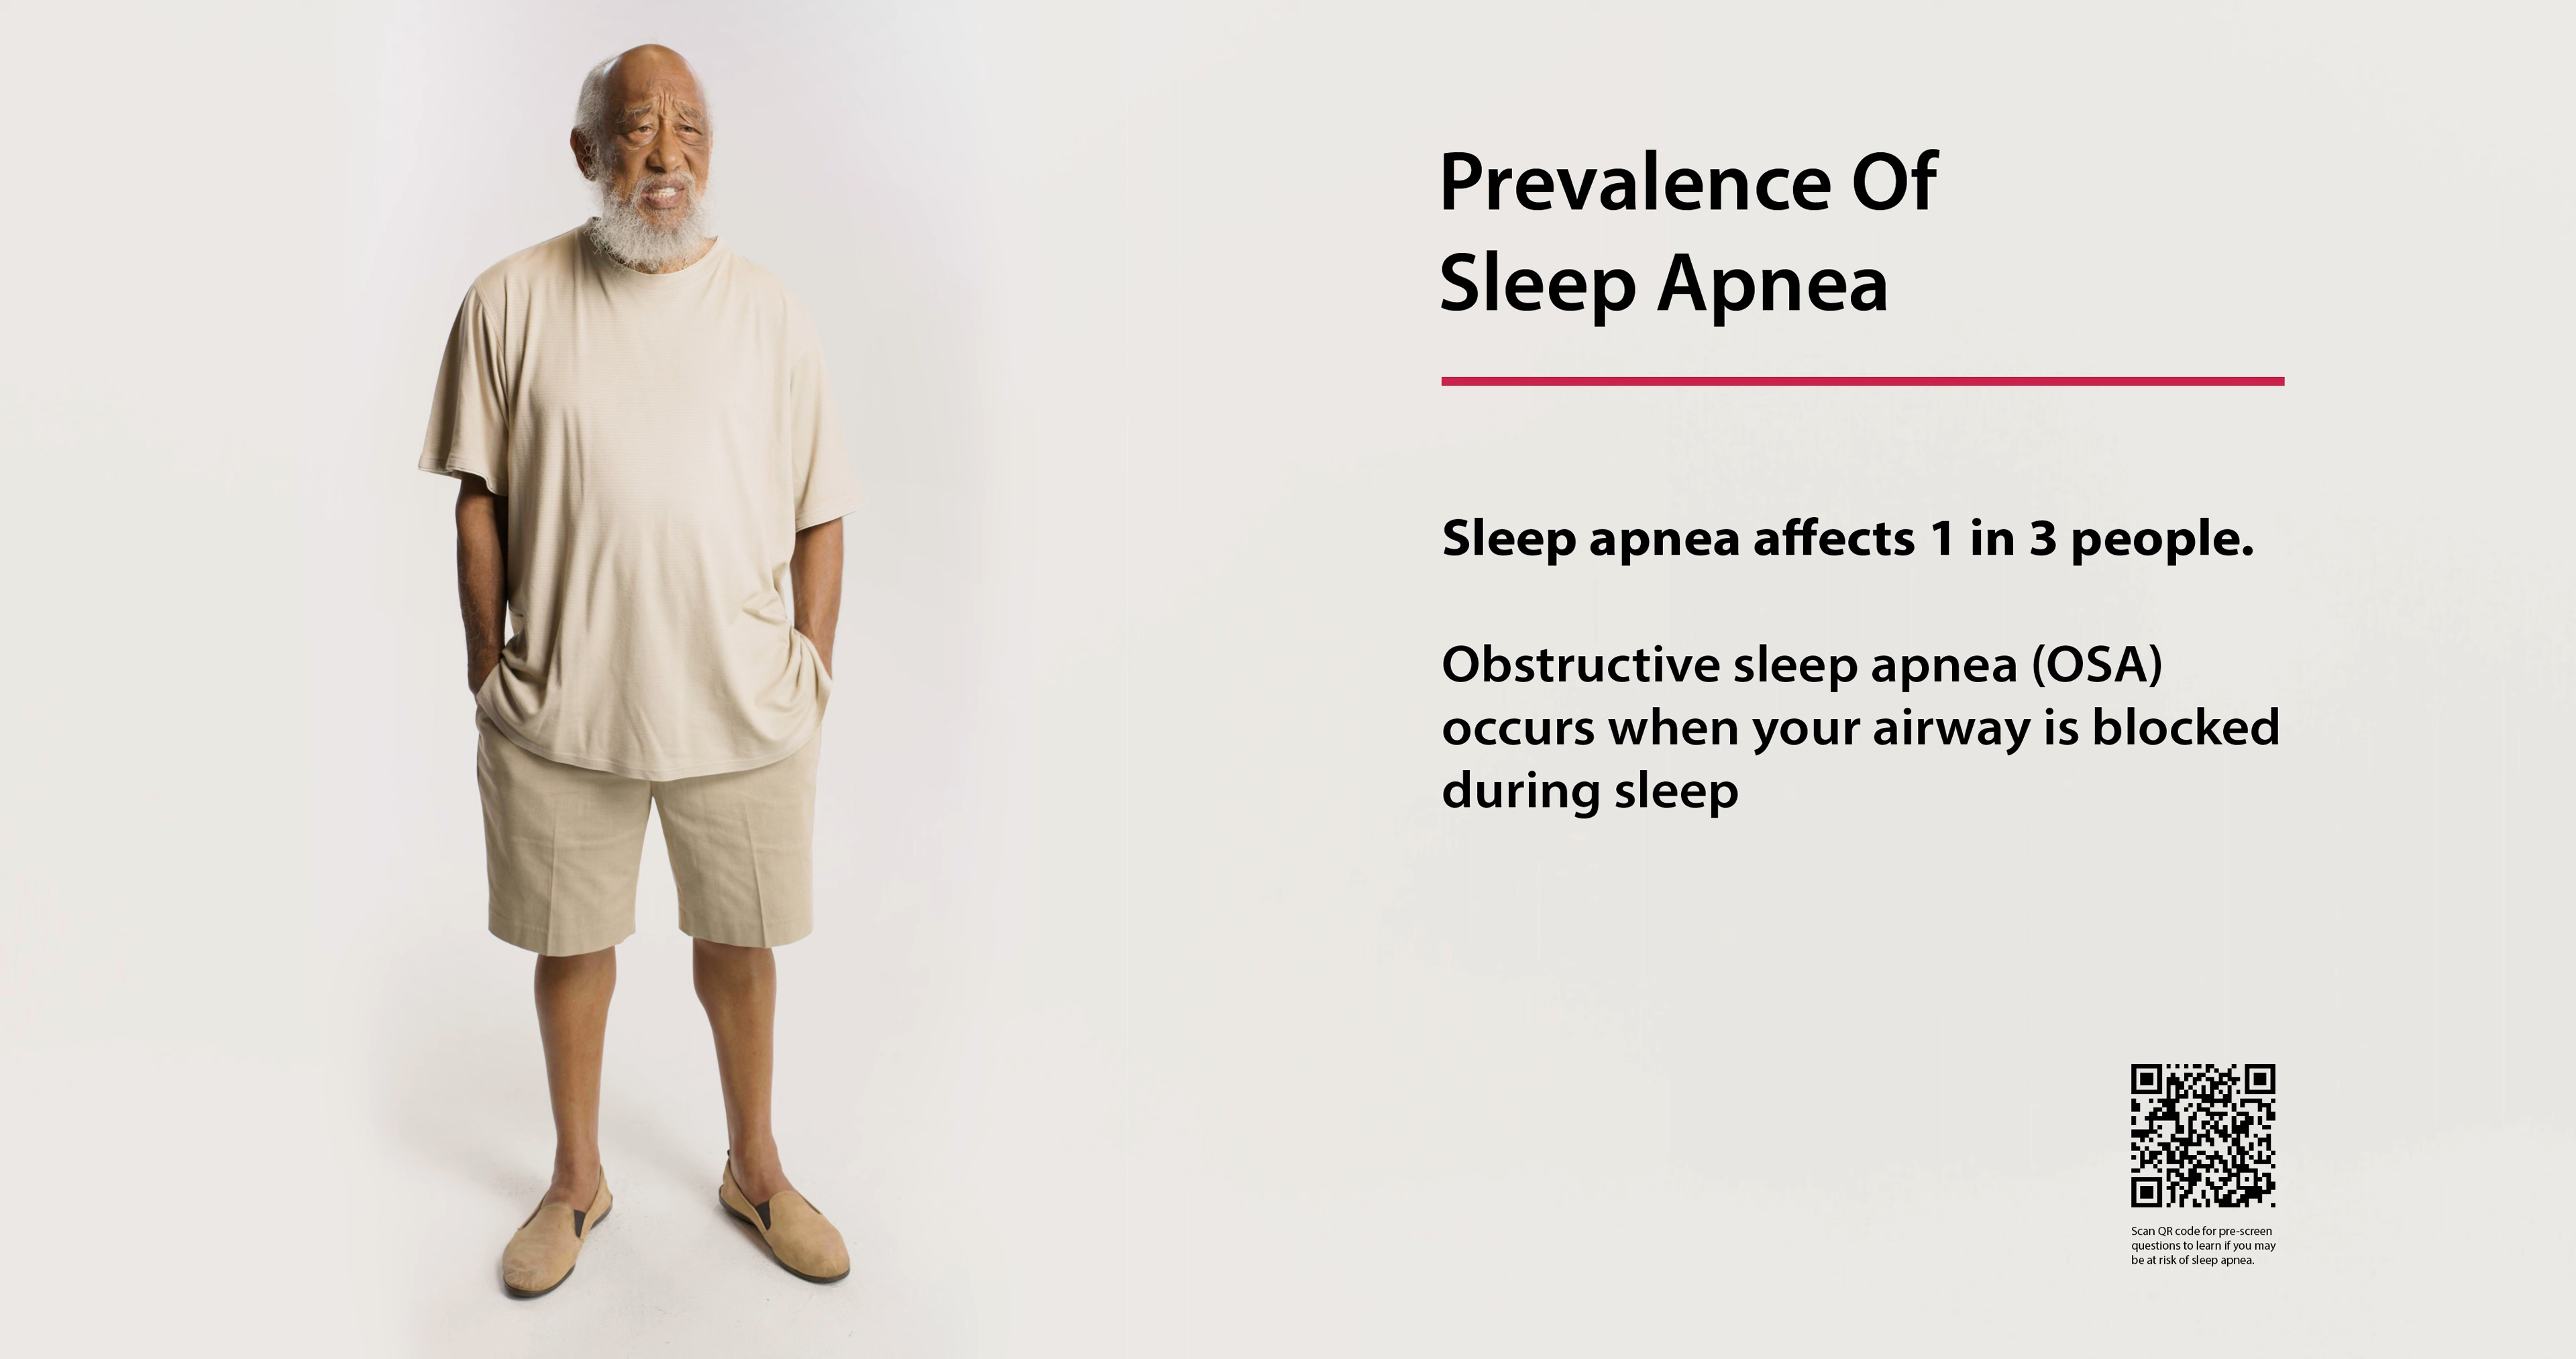 Prevalence Of
Sleep Apnea
Sleep apnea affects 1 in 3 people.
Obstructive sleep apnea (OSA)
occurs when your airway is blocked
during sleep
Scan QR code for pre-screen
questions to learn if you may
be at risk of sleep apnea.